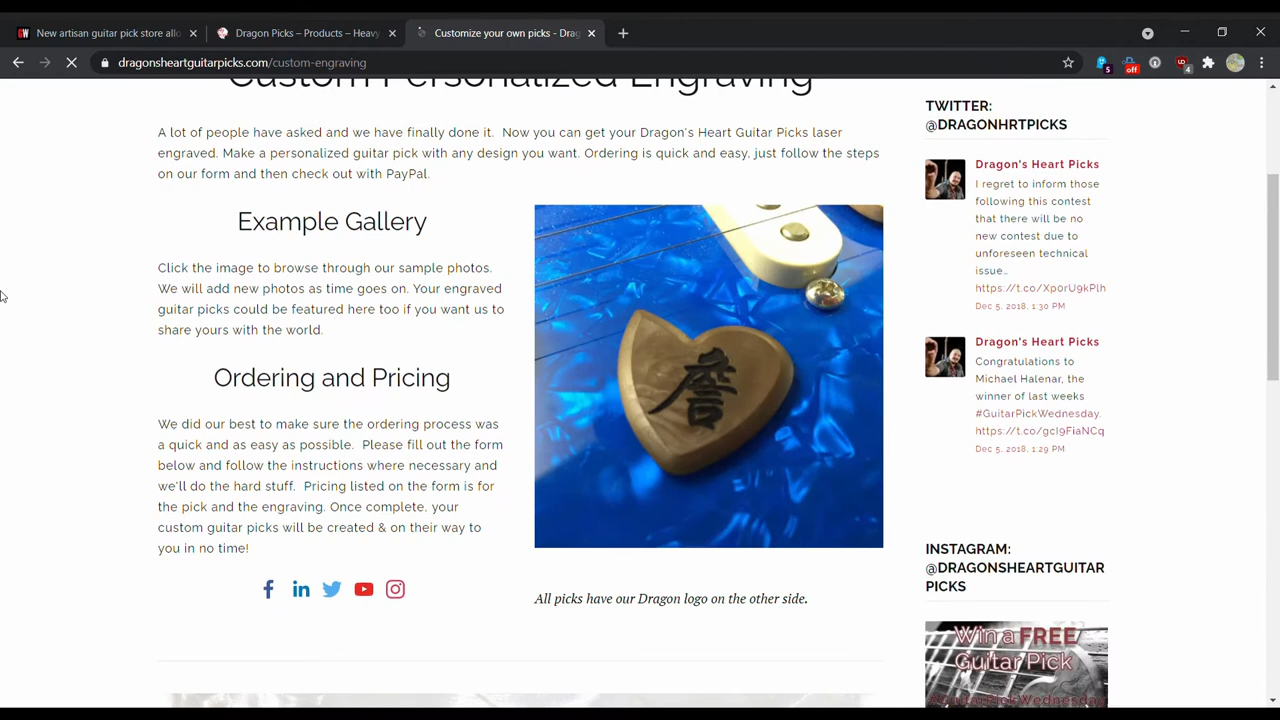 New artisan guitar pick store allo
Dragon Picks – Products – Heavy
Customize your own picks - Drag
dragonsheartguitarpicks.com/custom-engraving
5
off
4
Custom Personalized Engraving
A lot of people have asked and we have finally done it. Now you can get your Dragon's Heart Guitar Picks laser
engraved. Make a personalized guitar pick with any design you want. Ordering is quick and easy, just follow the steps
on our form and then check out with PayPal.
Example Gallery
Click the image to browse through our sample photos.
We will add new photos as time goes on. Your engraved
guitar picks could be featured here too if you want us to
share yours with the world.
Ordering and Pricing
We did our best to make sure the ordering process was
a quick and as easy as possible. Please fill out the form
below and follow the instructions where necessary and
we'll do the hard stuff. Pricing listed on the form is for
the pick and the engraving. Once complete, your
custom guitar picks will be created & on their way to
you in no time!
All picks have our Dragon logo on the other side.
TWITTER:
@DRAGONHRTPICKS
Dragon's Heart Picks
I regret to inform those
following this contest
that there will be no
new contest due to
unforeseen technical
issue…
https://t.co/Xp0rU9kPlh
Dec 5, 2018, 1:30 PM
Dragon's Heart Picks
Congratulations to
Michael Halenar, the
winner of last weeks
#GuitarPickWednesday.
https://t.co/gcI9FiaNCq
Dec 5, 2018, 1:29 PM
INSTAGRAM:
@DRAGONSHEARTGUITAR
PICKS
Win a FREE
Guitar Pick
#GuitarPickWednesday